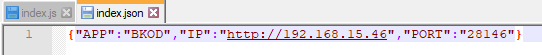 index.js index.json
1 {"APP":"BKOD","IP":"http://192.168.15.46","PORT":"28146"}